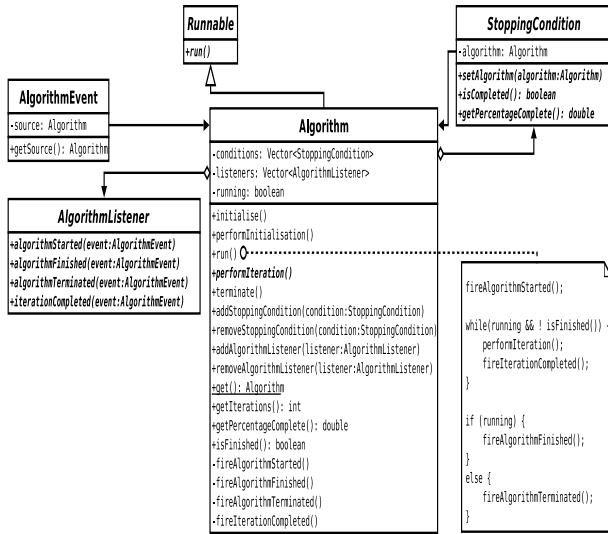 Runnable
+run()
StoppingCondition
-algorithm: Algorithm
+setAlgorithm(algorithm:Algorithm)
+isCompleted(): boolean
+getPercentageComplete(): double
AlgorithmEvent
-source: Algorithm
+getSource(): Algorithm
AlgorithmListener
+algorithmStarted(event:AlgorithmEvent)
+algorithmFinished(event:AlgorithmEvent)
+algorithmTerminated(event:AlgorithmEvent)
+iterationCompleted(event:AlgorithmEvent)
Algorithm
-conditions: Vector<StoppingCondition>
-listeners: Vector<AlgorithmListener>
-running: boolean
+initialise()
+performInitialisation()
+run()
+performIteration()
+terminate()
+addStoppingCondition(condition:StoppingCondition)
+removeStoppingCondition(condition:StoppingCondition)
+addAlgorithmListener(listener:AlgorithmListener)
+removeAlgorithmListener(listener:AlgorithmListener)
+get(): Algorithm
+getIterations(): int
+getPercentageComplete(): double
+isFinished(): boolean
-fireAlgorithmStarted()
-fireAlgorithmFinished()
-fireAlgorithmTerminated()
-fireIterationCompleted()
fireAlgorithmStarted();
while(running && ! isFinished()) {
performIteration();
fireIterationCompleted();
}
if (running) {
fireAlgorithmFinished();
}
else {
fireAlgorithmTerminated();
}